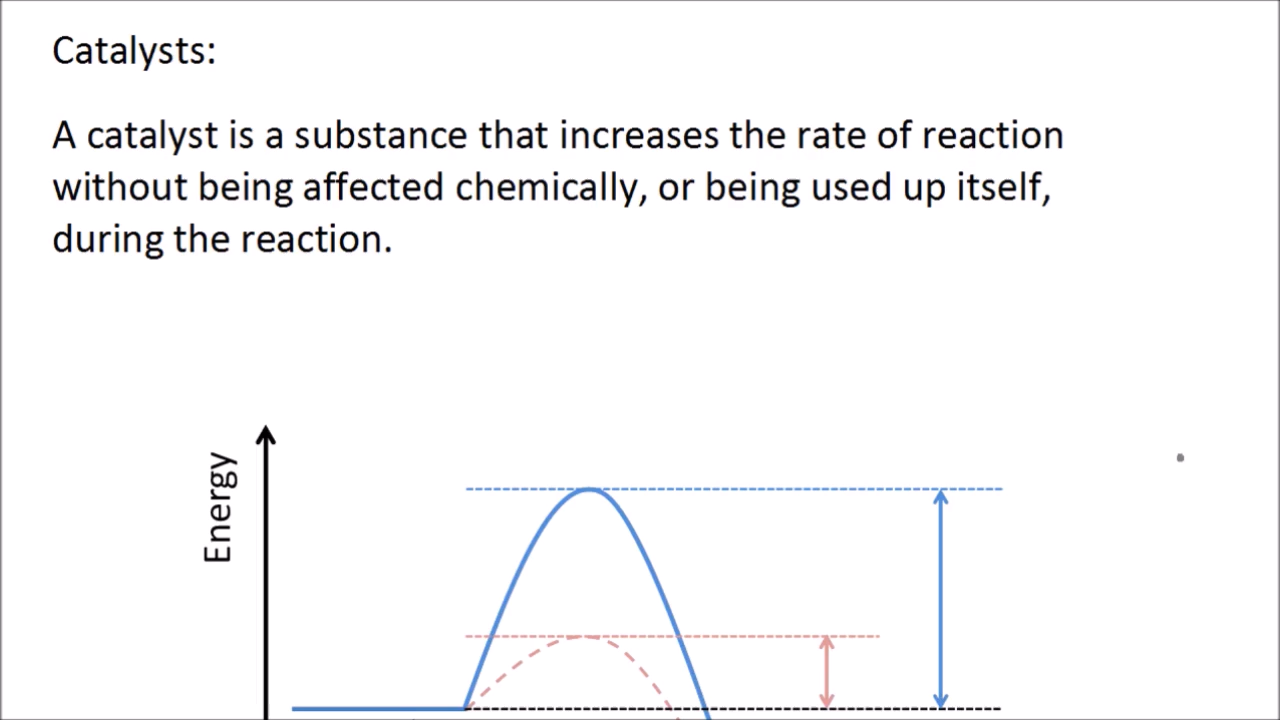 Catalysts:
A catalyst is a substance that increases the rate of reaction
without being affected chemically, or being used up itself,
during the reaction.
Energy